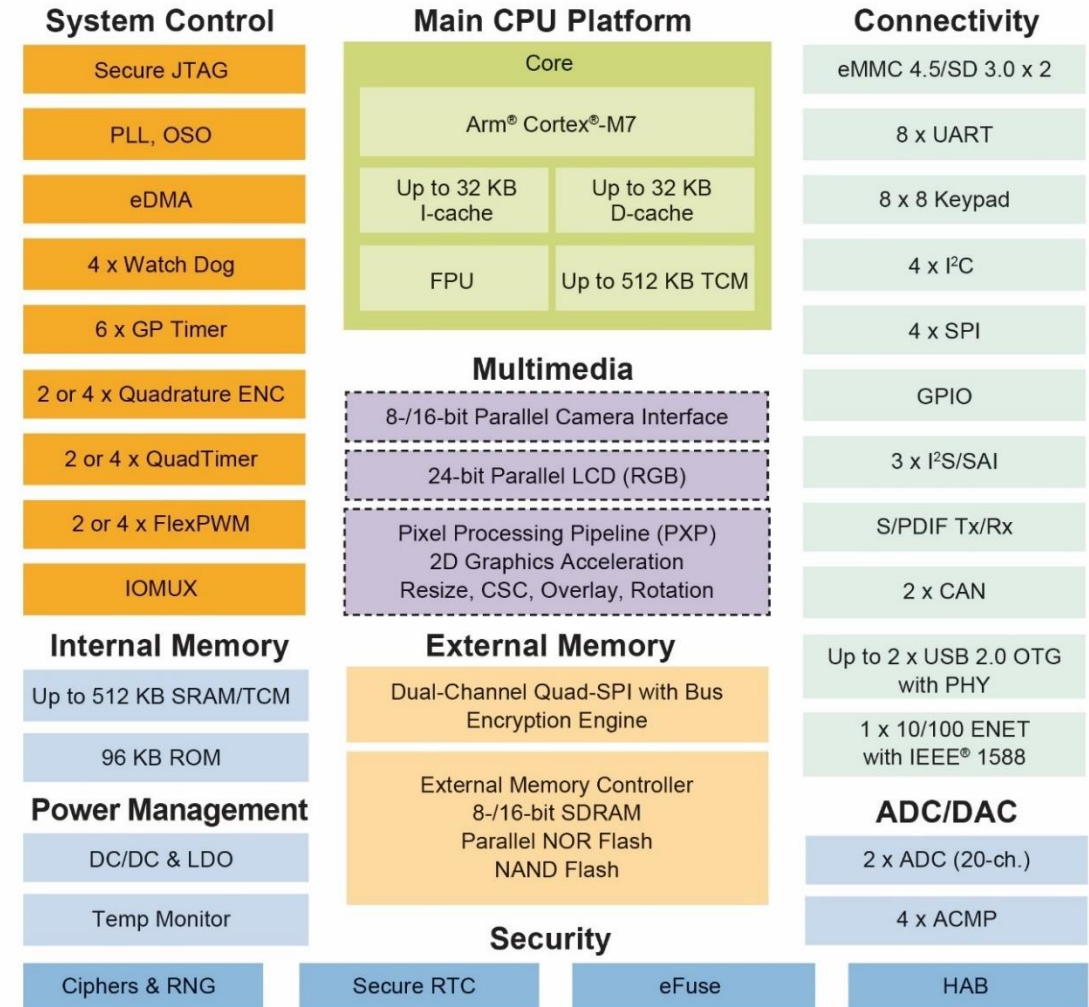 System Control
Secure JTAG
PLL, OSO
eDMA
4 x Watch Dog
6 x GP Timer
2 or 4 x Quadrature ENC
2 or 4 x QuadTimer
2 or 4 x FlexPWM
IOMUX
Internal Memory
Up to 512 KB SRAM/TCM
96 KB ROM
Power Management
DC/DC & LDO
Temp Monitor
Main CPU Platform
Core
Arm® Cortex®-M7
Up to 32 KB
I-cache
Up to 32 KB
D-cache
FPU
Up to 512 KB TCM
Multimedia
8-/16-bit Parallel Camera Interface
24-bit Parallel LCD (RGB)
Pixel Processing Pipeline (PXP)
2D Graphics Acceleration
Resize, CSC, Overlay, Rotation
External Memory
Dual-Channel Quad-SPI with Bus
Encryption Engine
External Memory Controller
8-/16-bit SDRAM
Parallel NOR Flash
NAND Flash
Connectivity
eMMC 4.5/SD 3.0 x 2
8 x UART
8 x 8 Keypad
4 x I²C
4 x SPI
GPIO
3 x I²S/SAI
S/PDIF Tx/Rx
2 x CAN
Up to 2 x USB 2.0 OTG
with PHY
1 x 10/100 ENET
with IEEE® 1588
ADC/DAC
2 x ADC (20-ch.)
4 x ACMP
Security
Ciphers & RNG
Secure RTC
eFuse
HAB